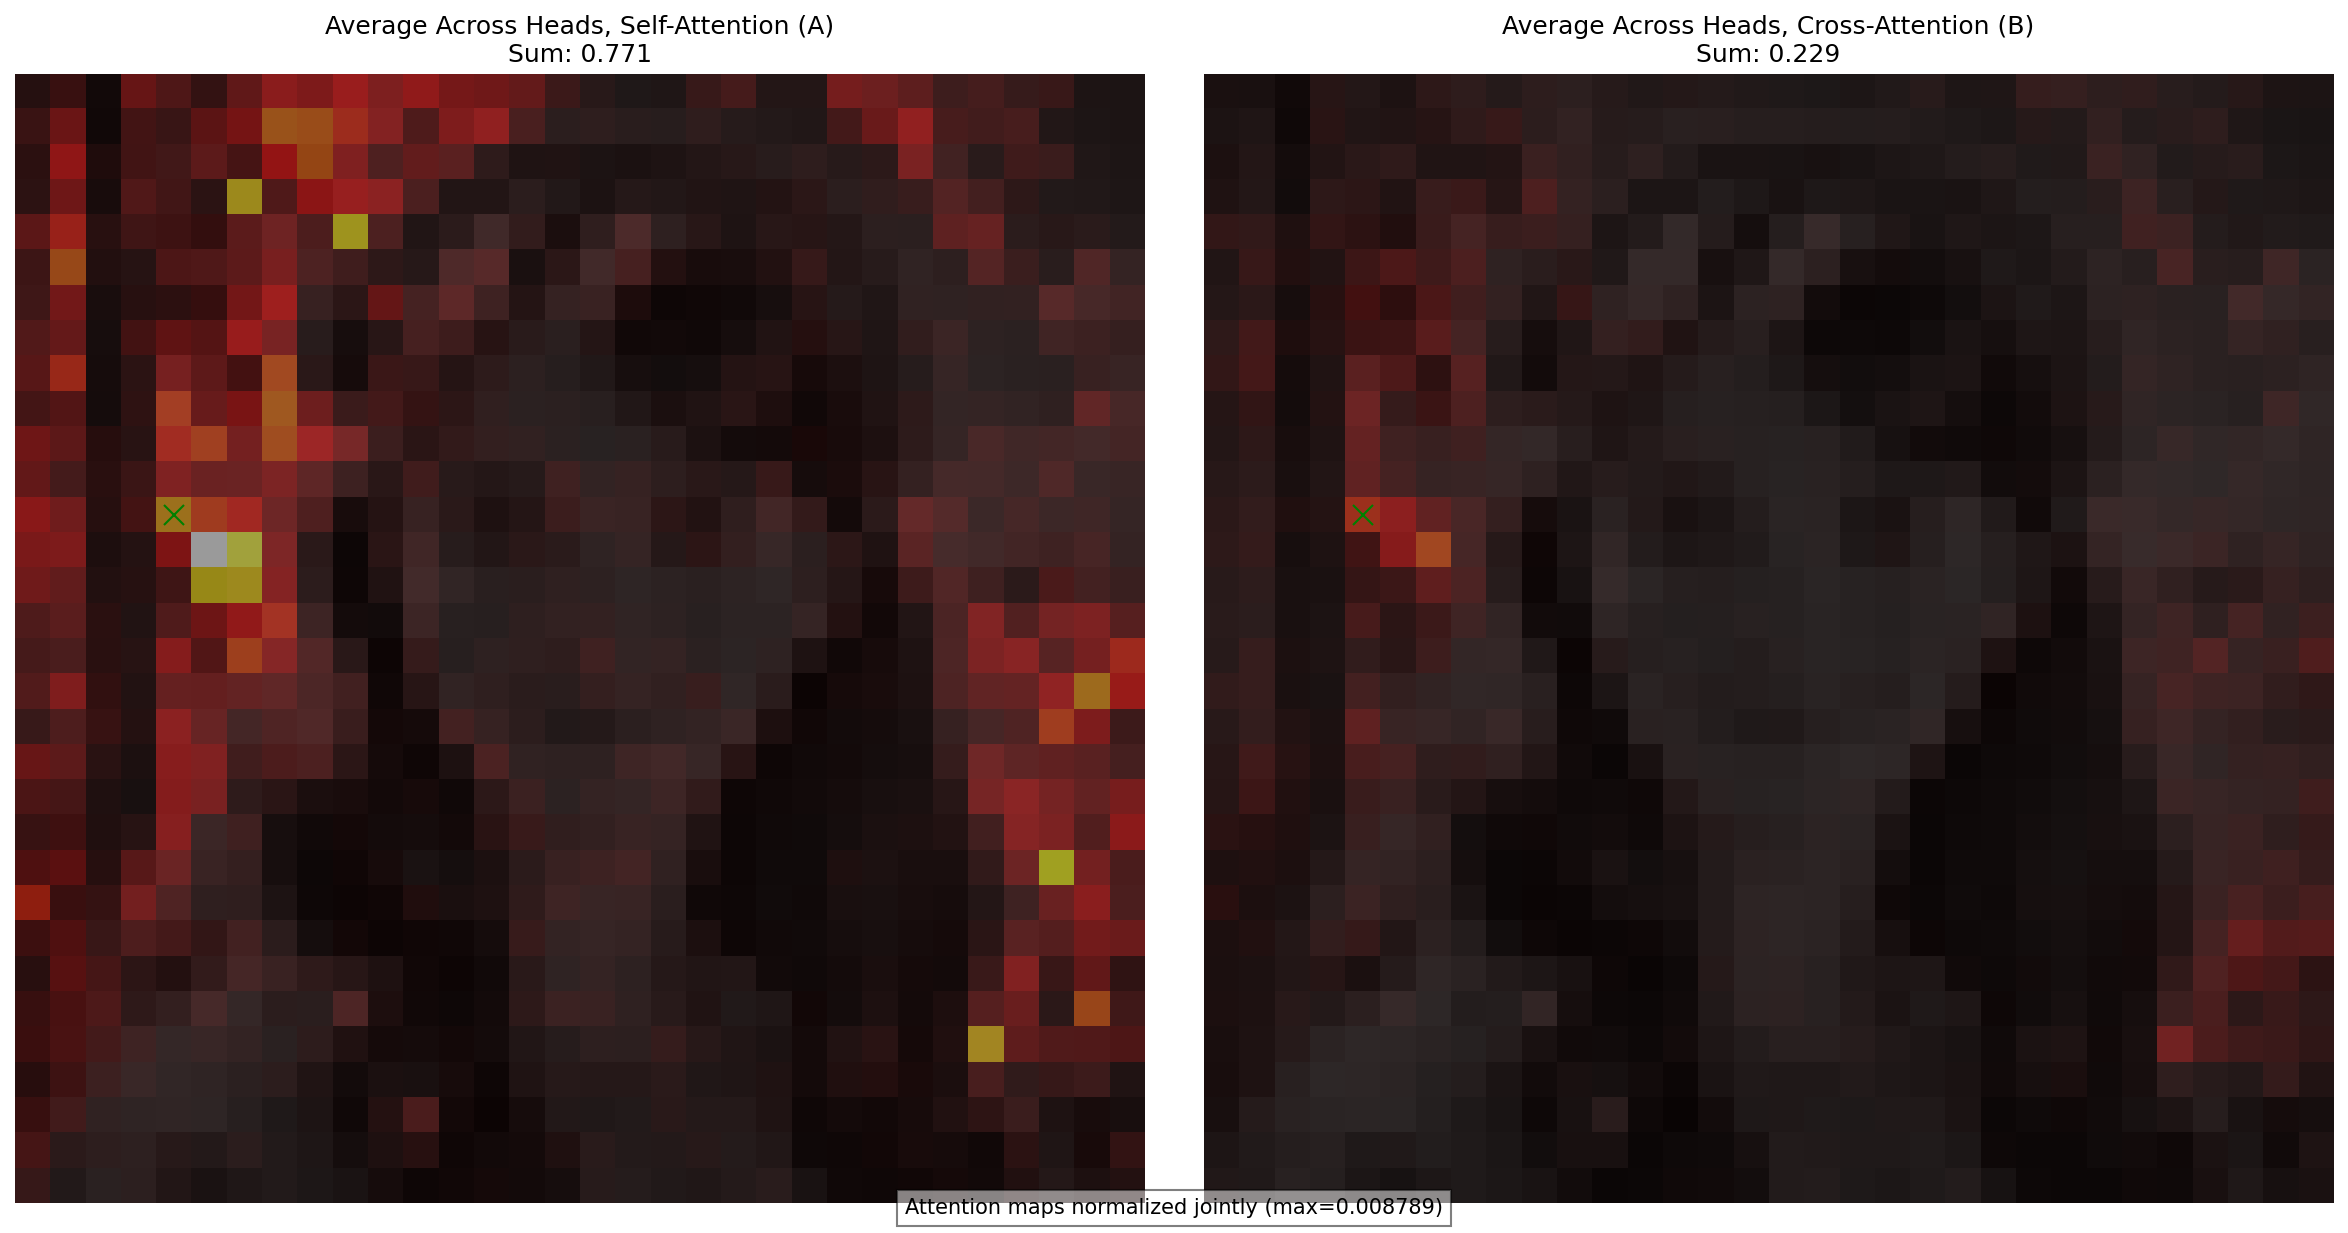 Average Across Heads, Self-Attention (A)
Sum: 0.771
Average Across Heads, Cross-Attention (B)
Sum: 0.229
Attention maps normalized jointly (max=0.008789)